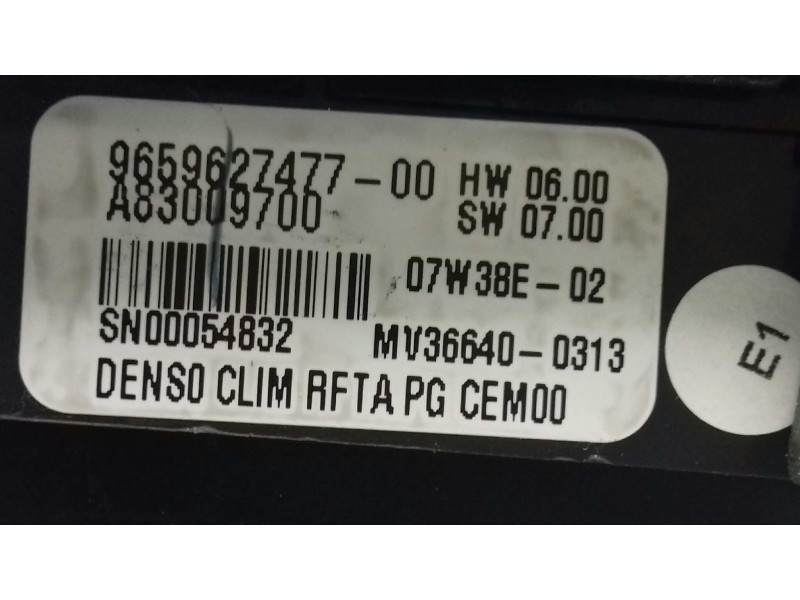 9659627477-00 HW 06.00
A83009700 SW 07.00
07W38E-02
SN00054832 MV36640-0313
DENSO CLIM RFTA PG CEM00
E1